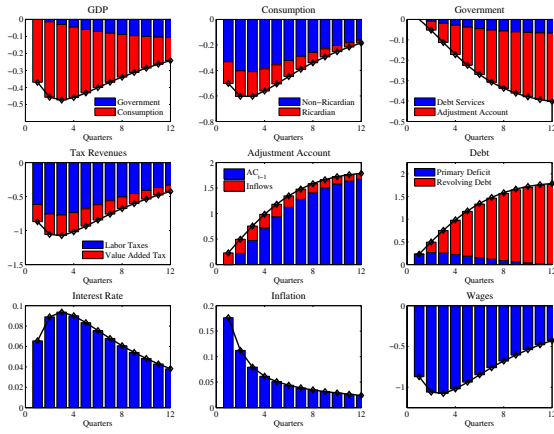 GDP
0
−0.1
−0.2
−0.3
−0.4
−0.5
Government
Consumption
0 4 8 12
Quarters
Consumption
0
−0.2
−0.4
−0.6
−0.8
Non−Ricardian
Ricardian
0 4 8 12
Quarters
Government
0
−0.1
−0.2
−0.3
−0.4
−0.5
Debt Services
Adjustment Account
0 4 8 12
Quarters
Tax Revenues
0
−0.5
−1
−1.5
Labor Taxes
Value Added Tax
0 4 8 12
Quarters
Adjustment Account
2
1.5
1
0.5
0
AC t−1
Inflows
0 4 8 12
Quarters
Debt
2
1.5
1
0.5
0
Primary Deficit
Revolving Debt
0 4 8 12
Quarters
Interest Rate
0.1
0.08
0.06
0.04
0.02
0
0 4 8 12
Quarters
Inflation
0.2
0.15
0.1
0.05
0
0 4 8 12
Quarters
Wages
0
−0.5
−1
0 4 8 12
Quarters